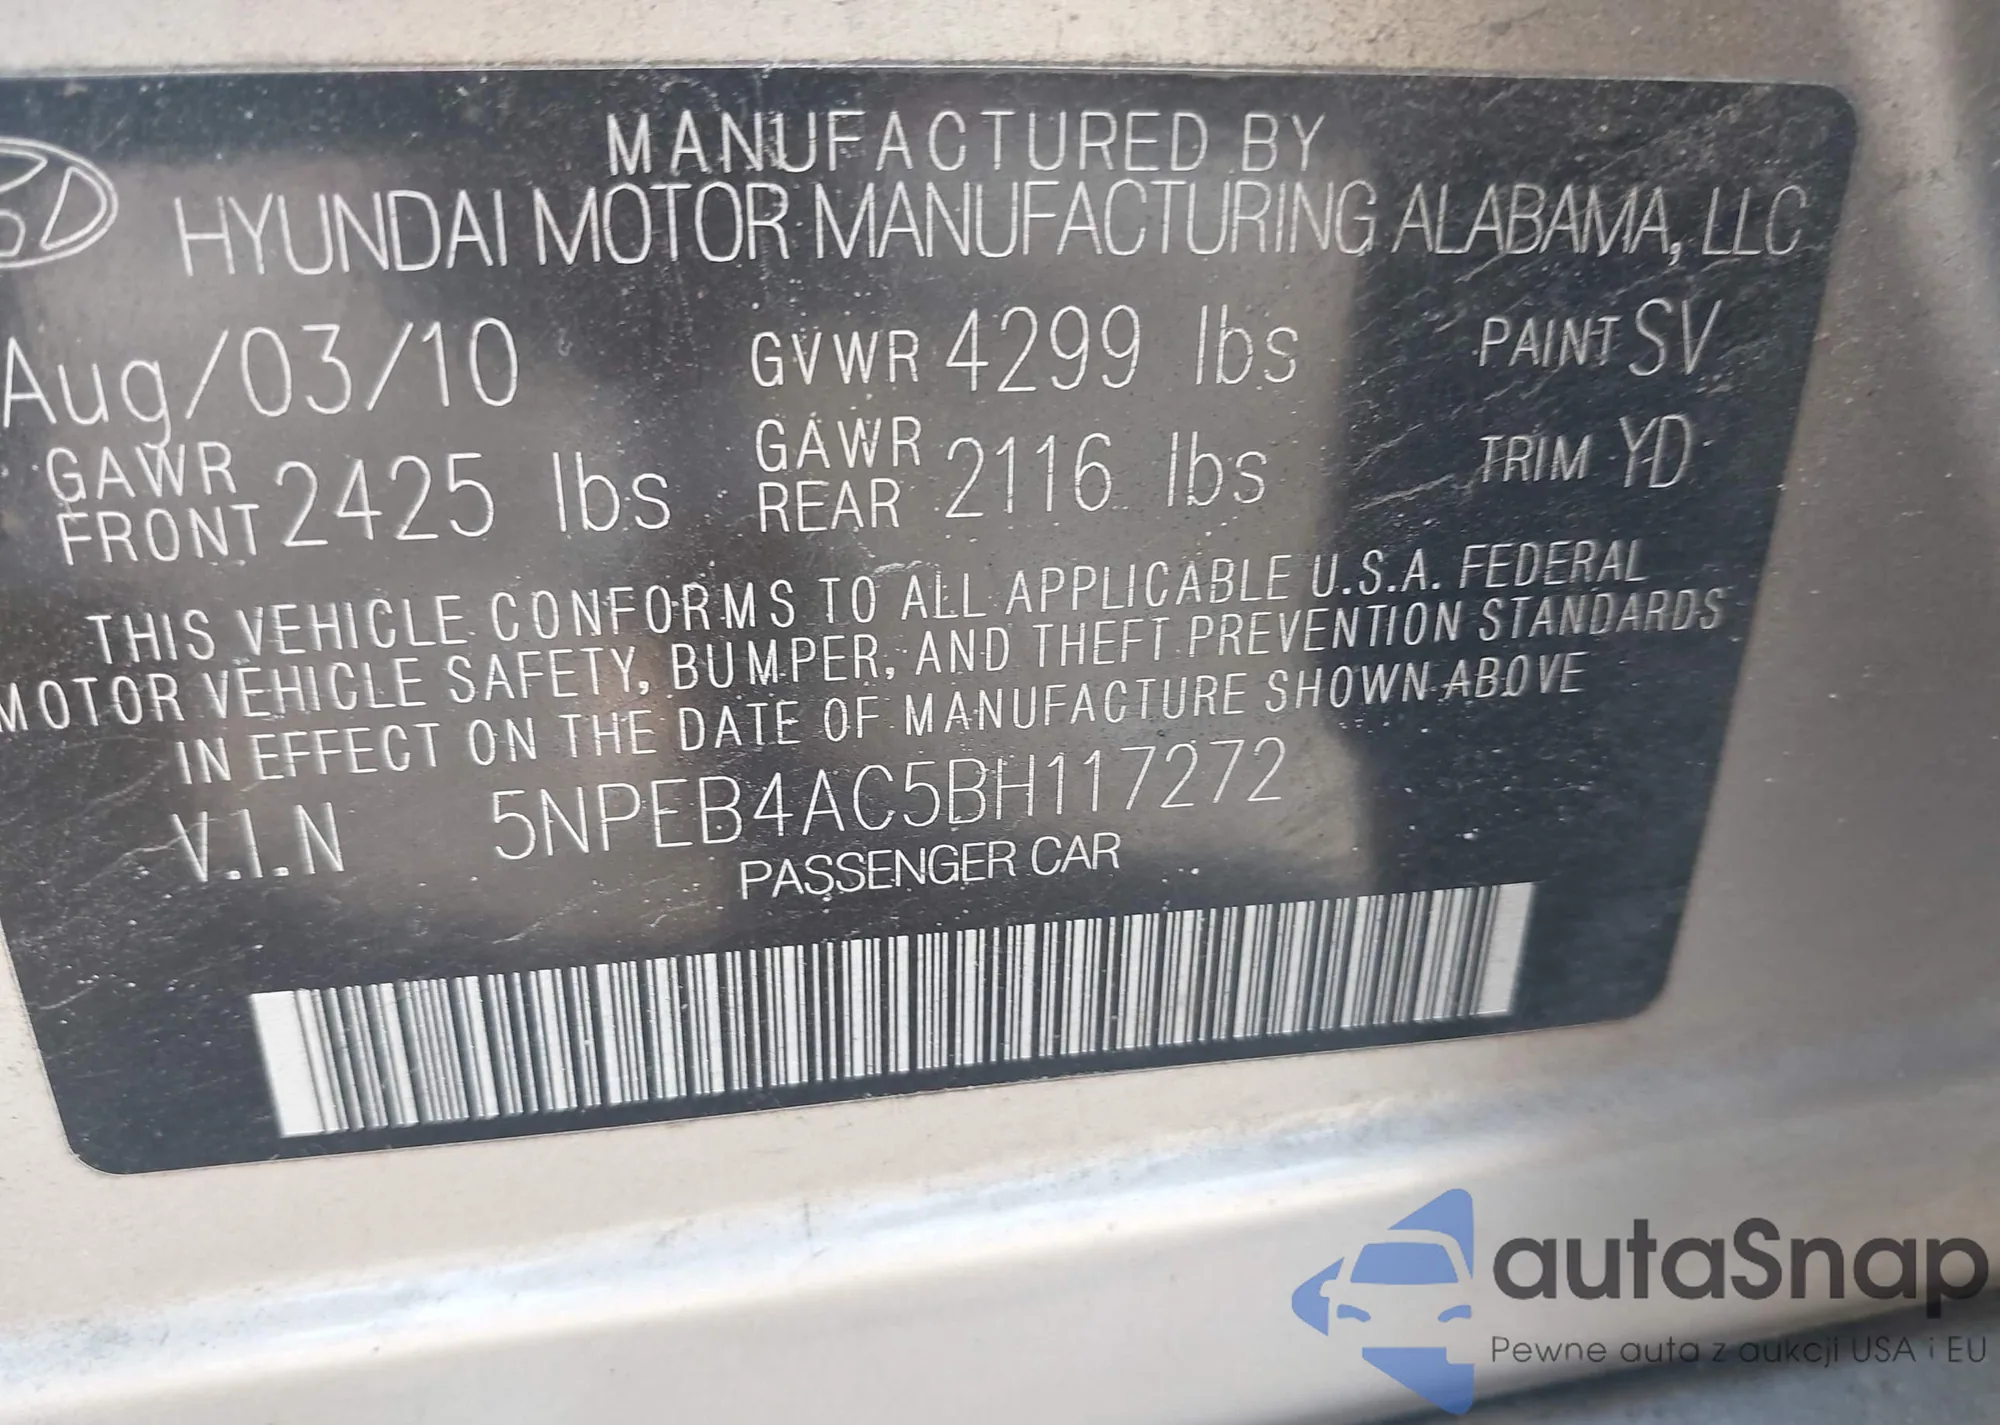 MANUFACTURED BY
HYUNDAI MOTOR MANUFACTURING ALABAMA, LLC
Aug/03/10 GVWR 4299 lbs PAINT SV
GAWR FRONT 2425 lbs GAWR REAR 2116 lbs TRIM YD
THIS VEHICLE CONFORMS TO ALL APPLICABLE U.S.A. FEDERAL
MOTOR VEHICLE SAFETY, BUMPER, AND THEFT PREVENTION STANDARDS
IN EFFECT ON THE DATE OF MANUFACTURE SHOWN ABOVE
V.I.N 5NPEB4AC5BH117272
PASSENGER CAR
autaSnap
Pewne auta z aukcji USA i EU